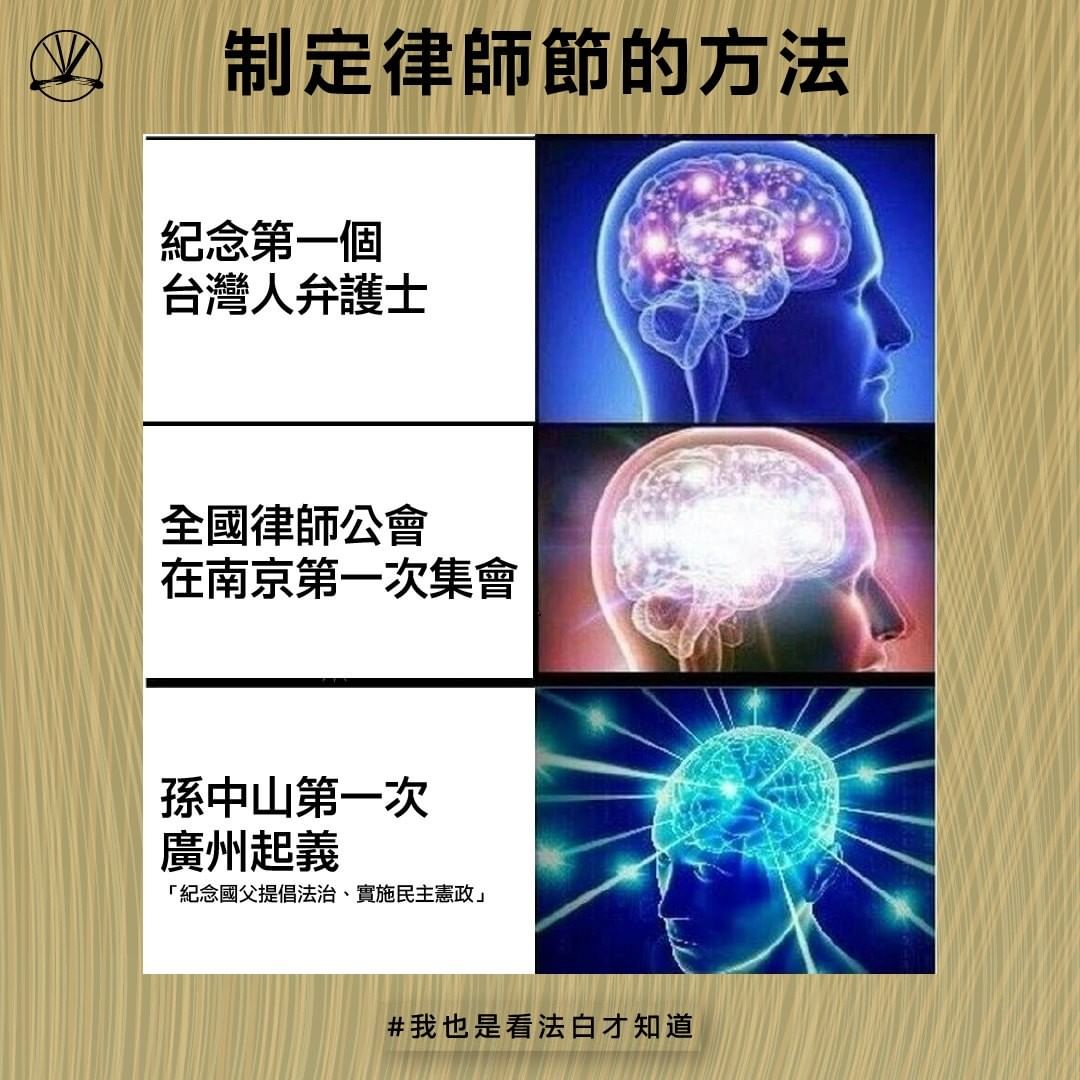 制定律師節的方法
紀念第一個
台灣人弁護士
全國律師公會
在南京第一次集會
孫中山第一次
廣州起義
「紀念國父提倡法治、實施民主憲政」
#我也是看法白才知道